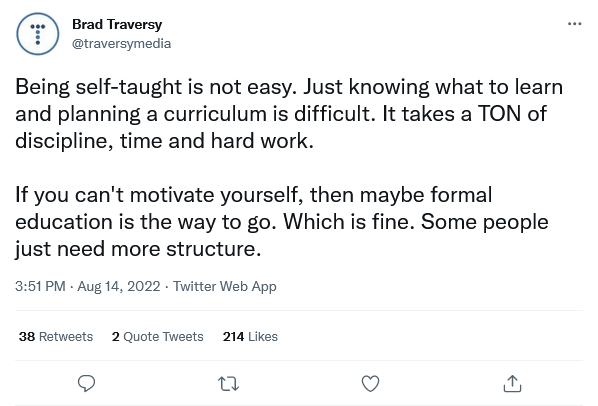 Brad Traversy
@traversymedia
Being self-taught is not easy. Just knowing what to learn
and planning a curriculum is difficult. It takes a TON of
discipline, time and hard work.
If you can't motivate yourself, then maybe formal
education is the way to go. Which is fine. Some people
just need more structure.
3:51 PM · Aug 14, 2022 · Twitter Web App
38 Retweets 2 Quote Tweets 214 Likes